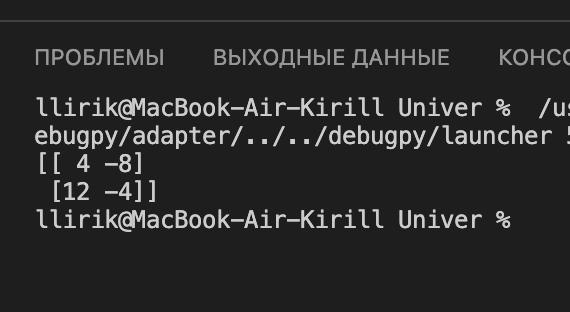 ПРОБЛЕМЫ ВЫХОДНЫЕ ДАННЫЕ
llirik@MacBook-Air-Kirill Univer %
ebugpy/adapter/../../debugpy/launcher
[[ 4 -8]
[12 -4]]
llirik@MacBook-Air-Kirill Univer %